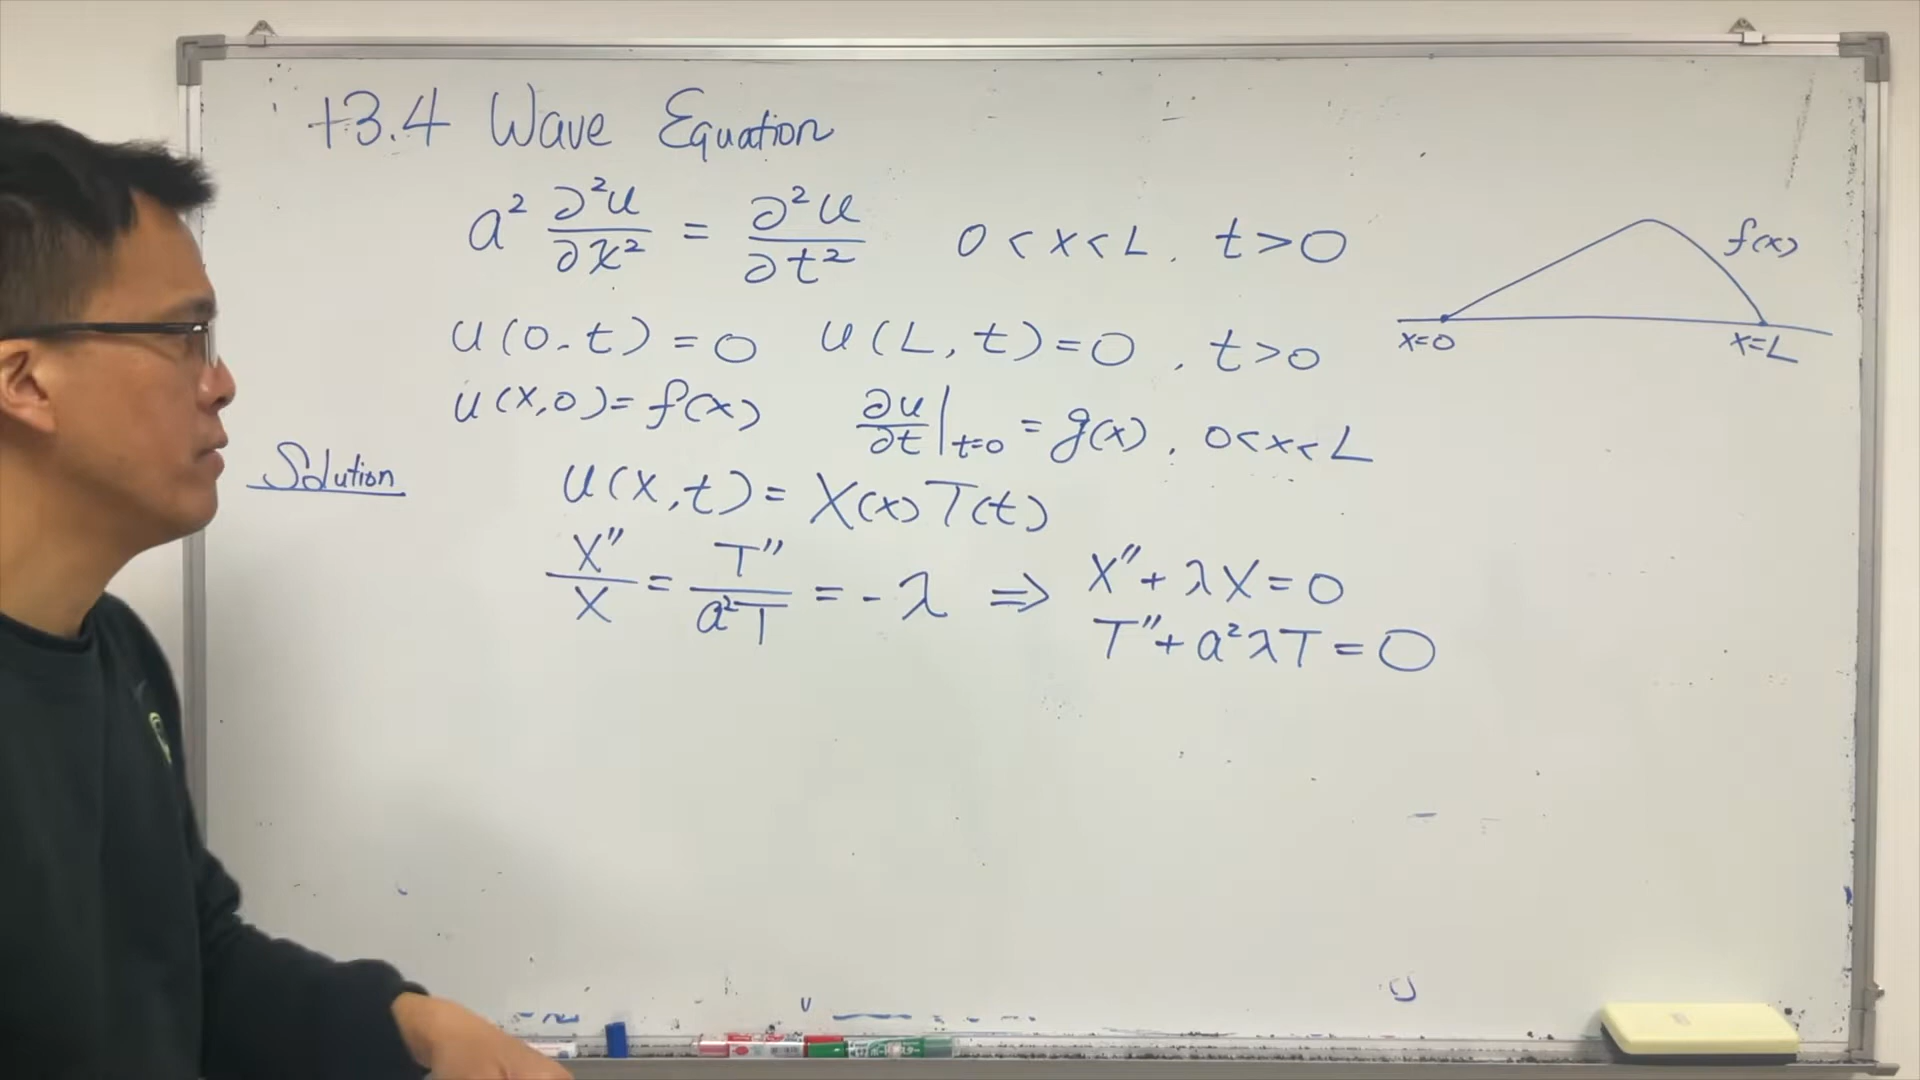 13.4 Wave Equation
a² ∂²u/∂x² = ∂²u/∂t²   0 < x < L, t > 0
f(x)
x=0   x=L
u(0,t) = 0   u(L,t) = 0, t > 0
u(x,0) = f(x)   ∂u/∂t|t=0 = g(x), 0 < x < L
Solution   u(x,t) = X(x)T(t)
X″/X = T″/a²T = -λ ⇒ X″ + λX = 0
T″ + a²λT = 0